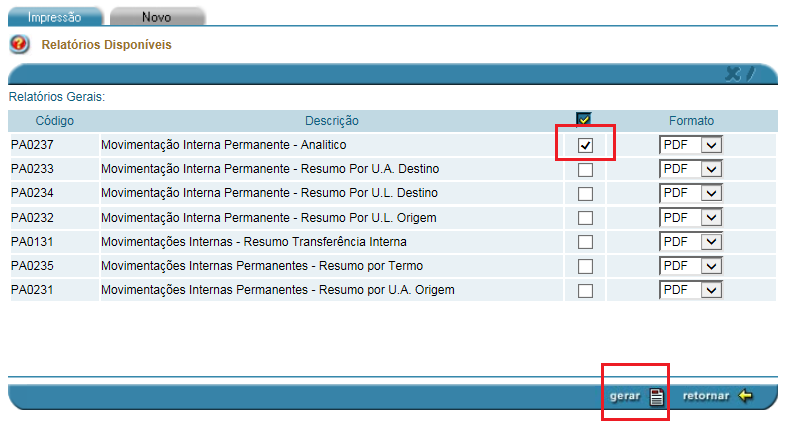 Impressão Novo
Relatórios Disponíveis
Relatórios Gerais:
Código Descrição Formato
PA0237 Movimentação Interna Permanente - Analitico PDF
PA0233 Movimentação Interna Permanente - Resumo Por U.A. Destino PDF
PA0234 Movimentação Interna Permanente - Resumo Por U.L. Destino PDF
PA0232 Movimentação Interna Permanente - Resumo Por U.L. Origem PDF
PA0131 Movimentações Internas - Resumo Transferência Interna PDF
PA0235 Movimentações Internas Permanentes - Resumo por Termo PDF
PA0231 Movimentações Internas Permanentes - Resumo por U.A. Origem PDF
gerar retornar